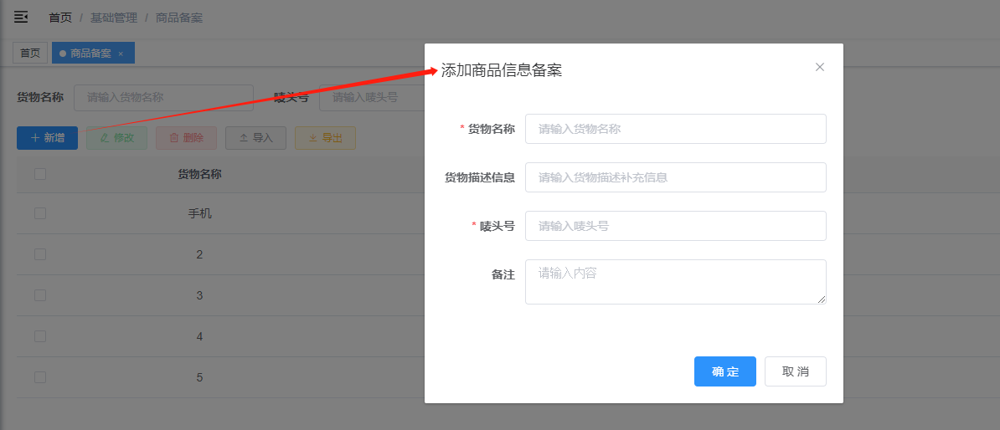 首页 / 基础管理 / 商品备案
首页 商品备案 ×
添加商品信息备案
货物名称 请输入货物名称 唛头号 请输入唛头号
新增 修改 删除 导入 导出
货物名称
手机
2
3
4
5
* 货物名称 请输入货物名称
货物描述信息 请输入货物描述补充信息
* 唛头号 请输入唛头号
备注 请输入内容
确 定 取 消